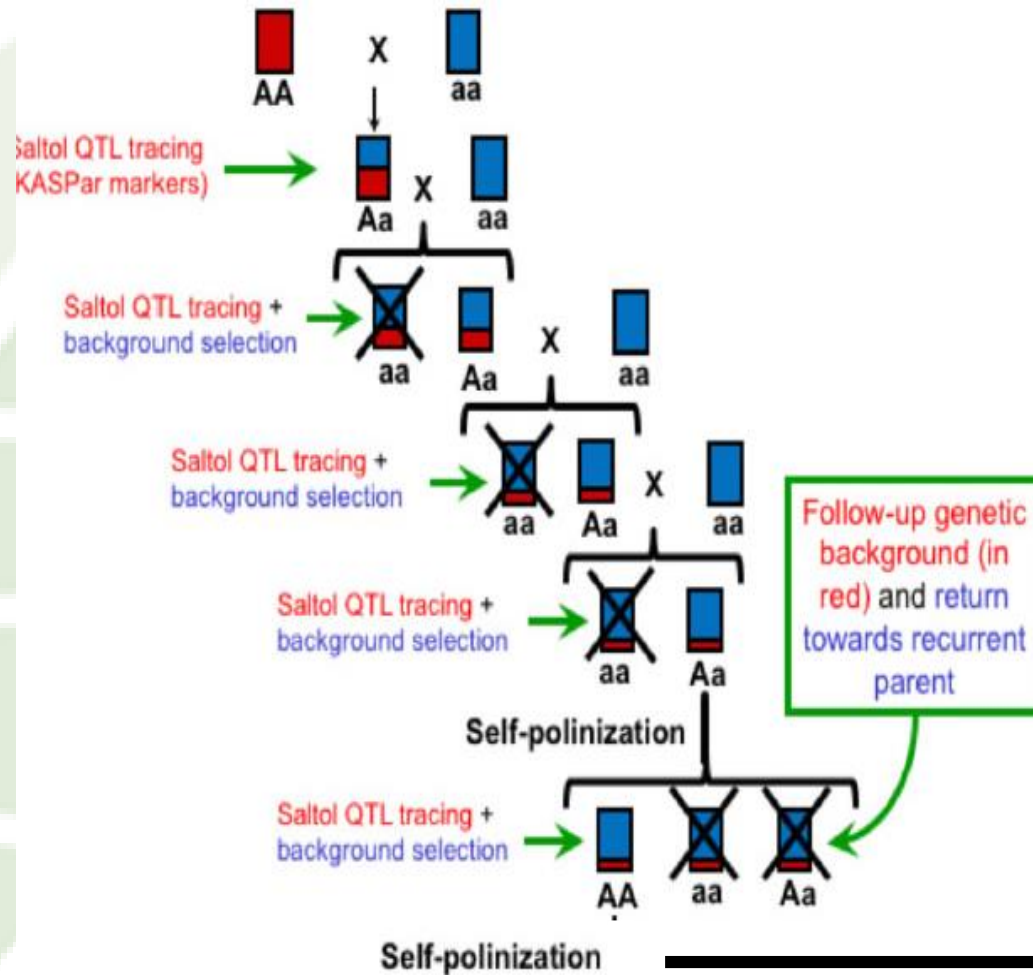 X
AA
aa
Saltol QTL tracing
KASPar markers)
X
Aa
aa
Saltol QTL tracing +
background selection
X
aa
Aa
aa
Saltol QTL tracing +
background selection
X
aa
Aa
aa
Follow-up genetic
background (in
red) and return
towards recurrent
parent
Saltol QTL tracing +
background selection
aa
Aa
Self-polinization
Saltol QTL tracing +
background selection
AA
aa
Aa
Self-polinization